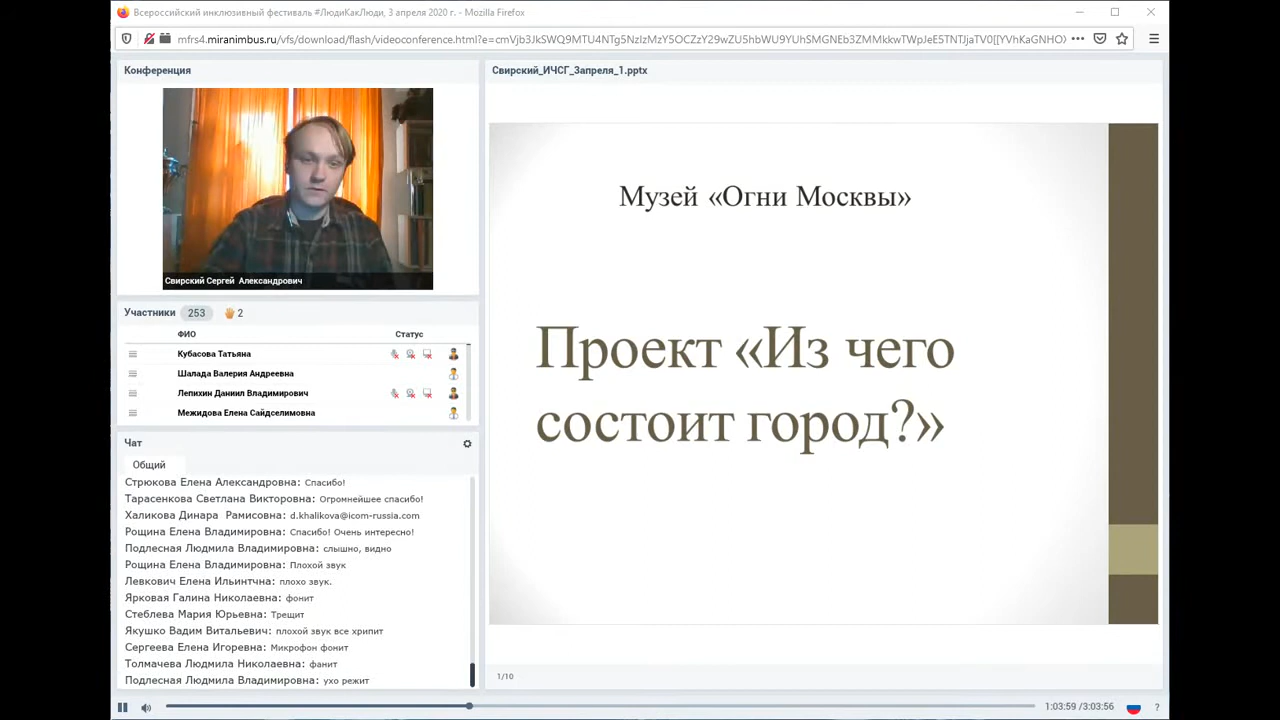 Всероссийский инклюзивный фестиваль #ЛюдиКакЛюди, 3 апреля 2020 г. - Mozilla Firefox
Конференция
Свирский Сергей Александрович
Участники 253 2
ФИО Статус
Кубасова Татьяна
Шалада Валерия Андреевна
Лепихин Даниил Владимирович
Межидова Елена Сайдселимовна
Чат
Общий
Стрюкова Елена Александровна: Спасибо!
Тарасенкова Светлана Викторовна: Огромнейшее спасибо!
Халикова Динара Рамисовна: d.khalikova@icom-russia.com
Рощина Елена Владимировна: Спасибо! Очень интересно!
Подлесная Людмила Владимировна: слышно, видно
Рощина Елена Владимировна: Плохой звук
Левкович Елена Ильинтчна: плохо звук.
Ярковая Галина Николаевна: фонит
Стеблева Мария Юрьевна: Трещит
Якушко Вадим Витальевич: плохой звук все хрипит
Сергеева Елена Игоревна: Микрофон фонит
Толмачева Людмила Николаевна: фанит
Подлесная Людмила Владимировна: ухо режит
Свирский_ИЧСГ_3апреля_1.pptx
Музей «Огни Москвы»
Проект «Из чего
состоит город?»
1/10
1:03:59 /3:03:56 ?